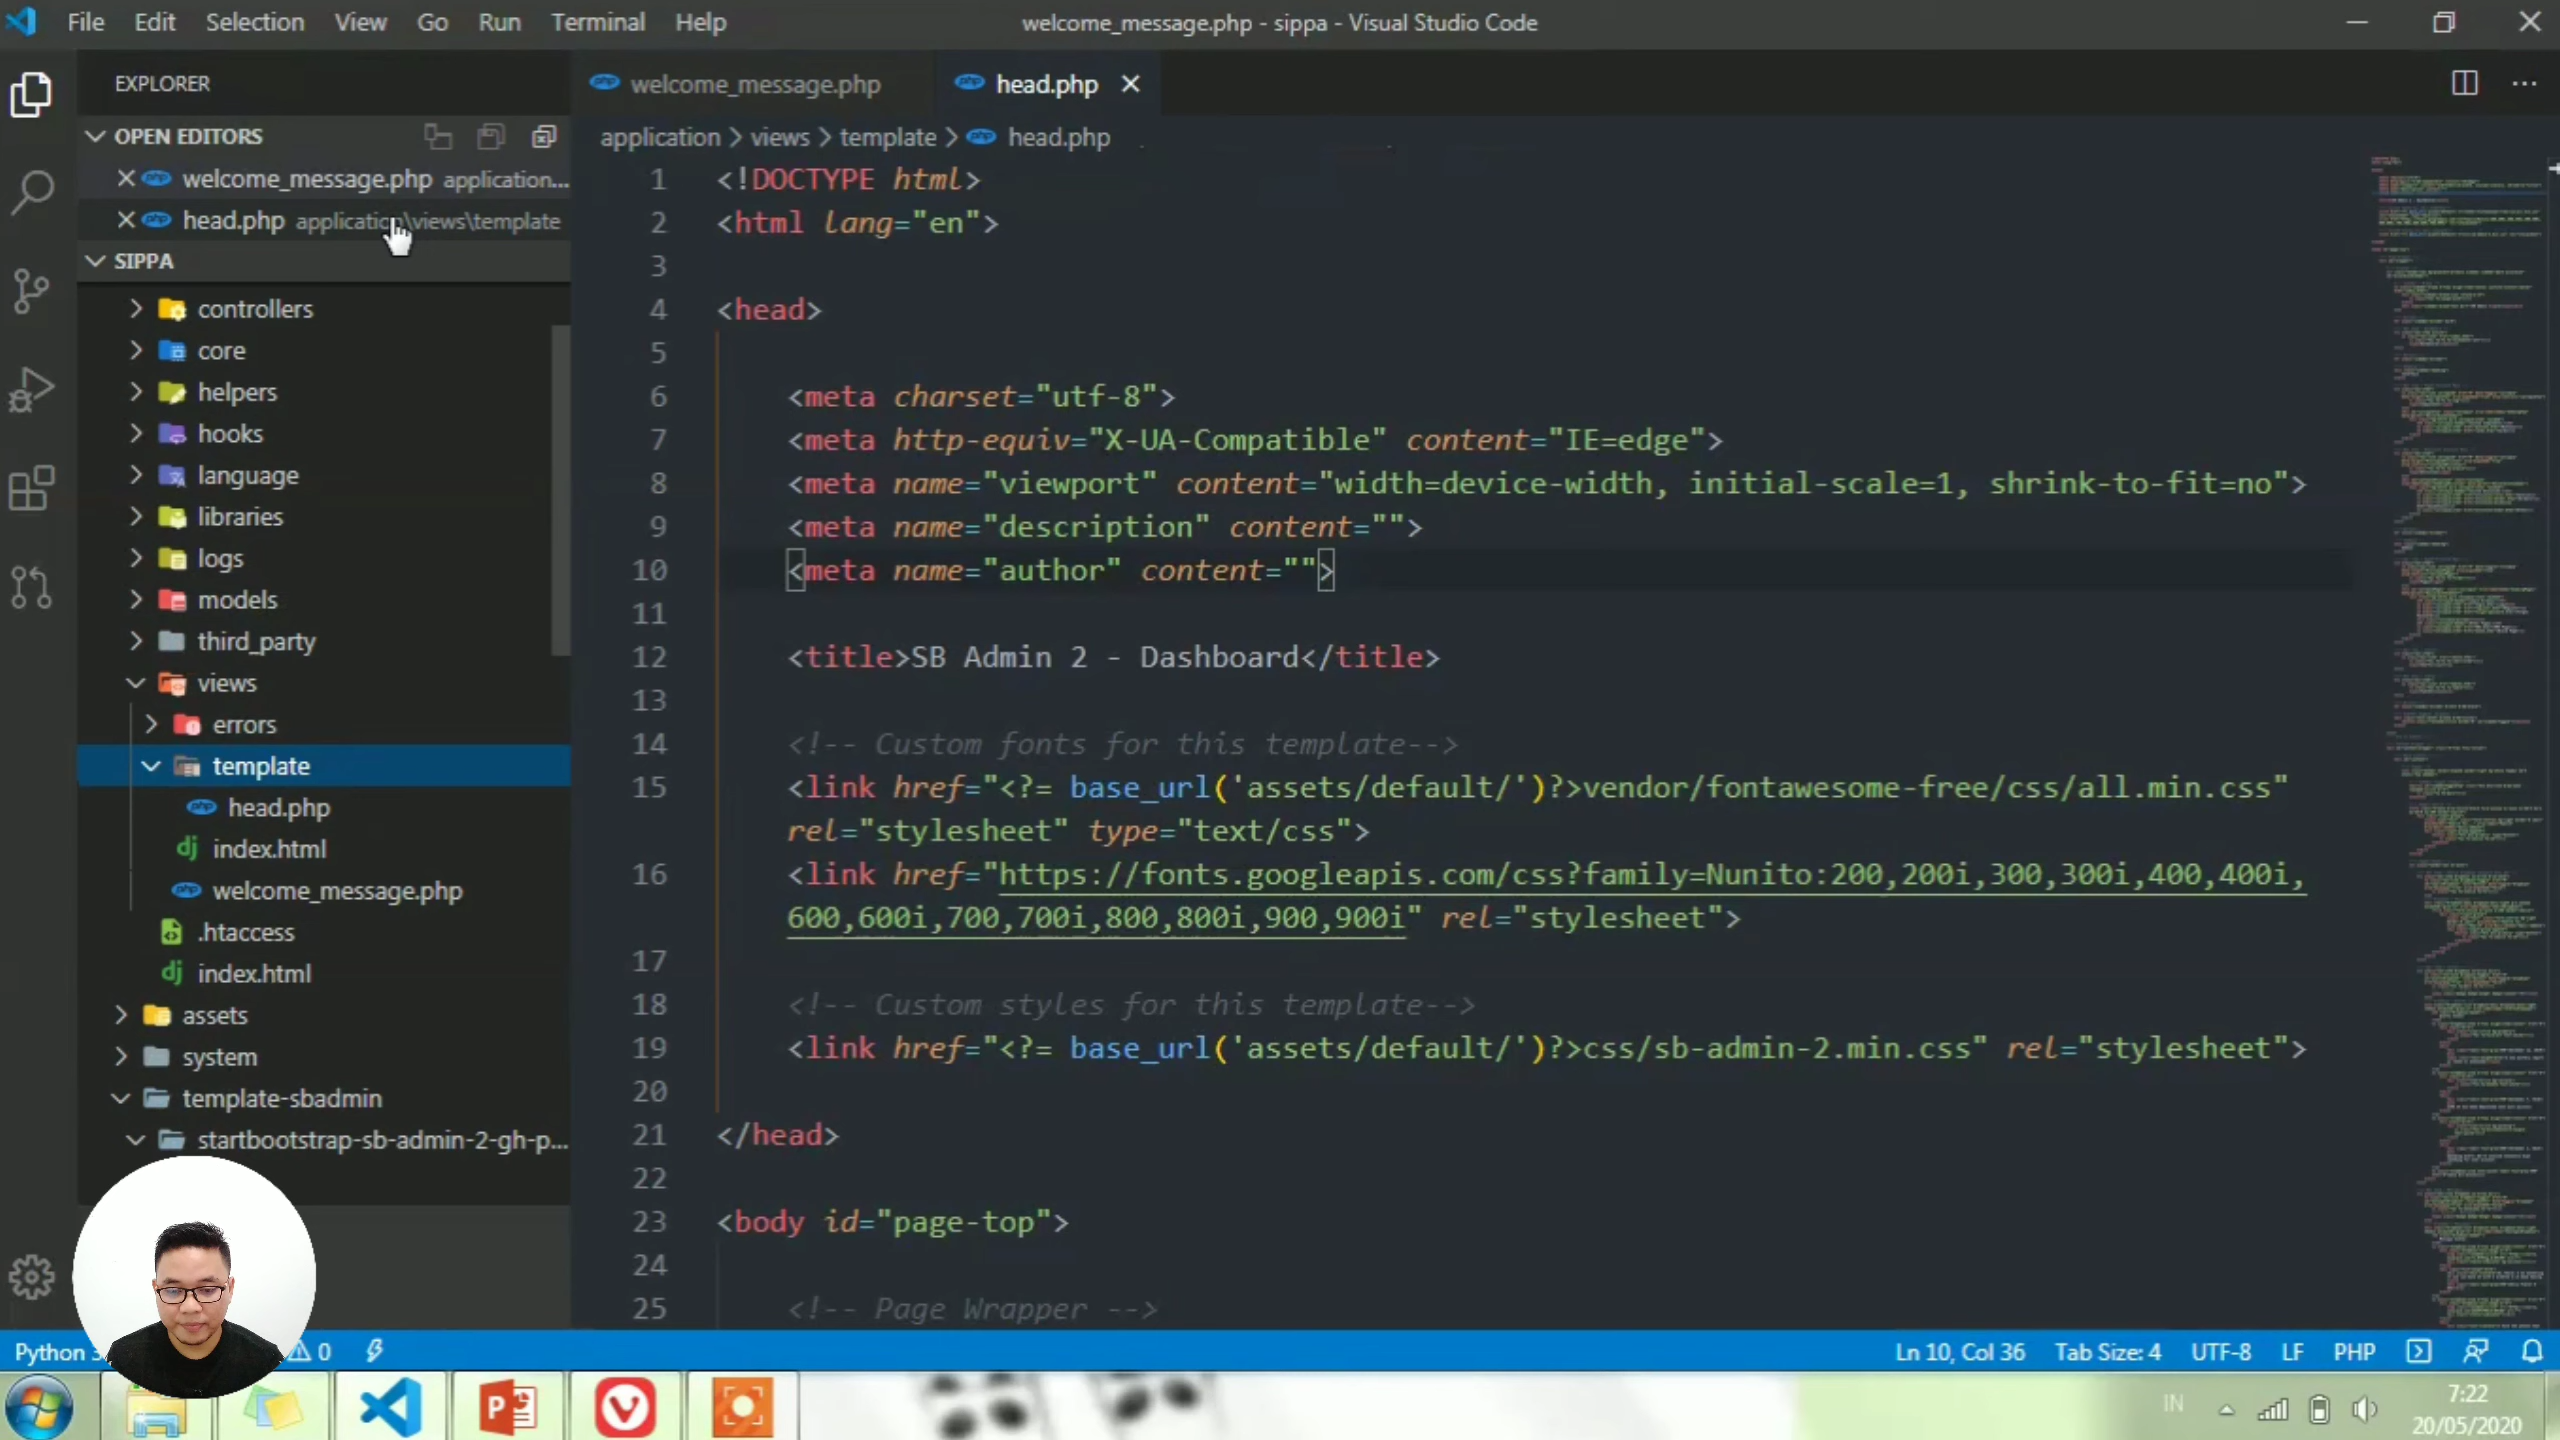 File Edit Selection View Go Run Terminal Help
welcome_message.php - sippa - Visual Studio Code
EXPLORER
OPEN EDITORS
welcome_message.php application...
head.php application\views\template
SIPPA
controllers
core
helpers
hooks
language
libraries
logs
models
third_party
views
errors
template
head.php
index.html
welcome_message.php
.htaccess
index.html
assets
system
template-sbadmin
startbootstrap-sb-admin-2-gh-p...
welcome_message.php
head.php
application > views > template > head.php
1 <!DOCTYPE html>
2 <html lang="en">
3
4 <head>
5
6 <meta charset="utf-8">
7 <meta http-equiv="X-UA-Compatible" content="IE=edge">
8 <meta name="viewport" content="width=device-width, initial-scale=1, shrink-to-fit=no">
9 <meta name="description" content="">
10 <meta name="author" content="">
11
12 <title>SB Admin 2 - Dashboard</title>
13
14 <!-- Custom fonts for this template-->
15 <link href="<?= base_url('assets/default/')?>vendor/fontawesome-free/css/all.min.css"
rel="stylesheet" type="text/css">
16 <link href="https://fonts.googleapis.com/css?family=Nunito:200,200i,300,300i,400,400i,
600,600i,700,700i,800,800i,900,900i" rel="stylesheet">
17
18 <!-- Custom styles for this template-->
19 <link href="<?= base_url('assets/default/')?>css/sb-admin-2.min.css" rel="stylesheet">
20
21 </head>
22
23 <body id="page-top">
24
25 <!-- Page Wrapper -->
Python
0
Ln 10, Col 36 Tab Size: 4 UTF-8 LF PHP
IN
7:22
20/05/2020